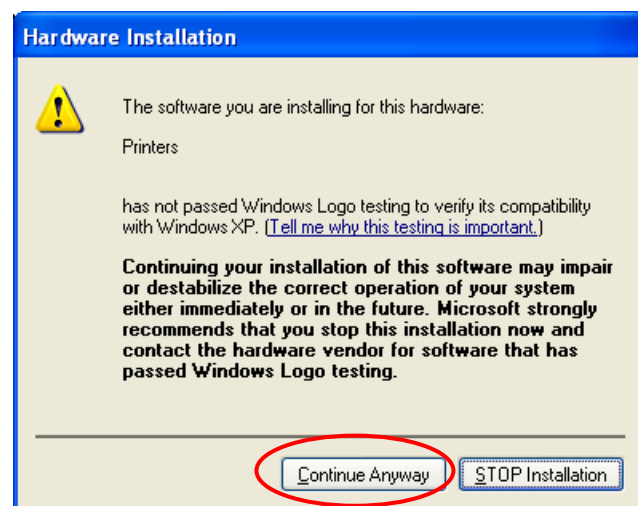 Hardware Installation
The software you are installing for this hardware:
Printers
has not passed Windows Logo testing to verify its compatibility
with Windows XP. (Tell me why this testing is important.)
Continuing your installation of this software may impair
or destabilize the correct operation of your system
either immediately or in the future. Microsoft strongly
recommends that you stop this installation now and
contact the hardware vendor for software that has
passed Windows Logo testing.
Continue Anyway STOP Installation